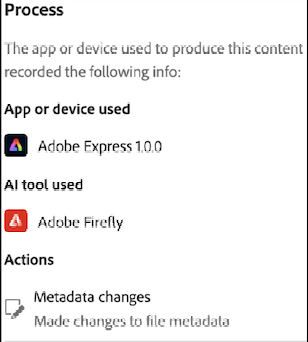 Process
The app or device used to produce this content
recorded the following info:
App or device used
Adobe Express 1.0.0
AI tool used
Adobe Firefly
Actions
Metadata changes
Made changes to file metadata